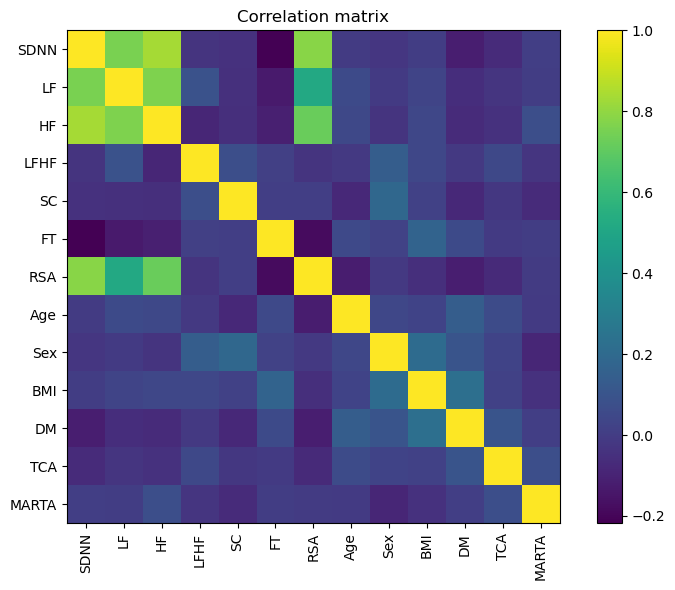 Correlation matrix
SDNN
LF
HF
LFHF
SC
FT
RSA
Age
Sex
BMI
DM
TCA
MARTA
SDNN
LF
HF
LFHF
SC
FT
RSA
Age
Sex
BMI
DM
TCA
MARTA
1.0
0.8
0.6
0.4
0.2
0.0
−0.2